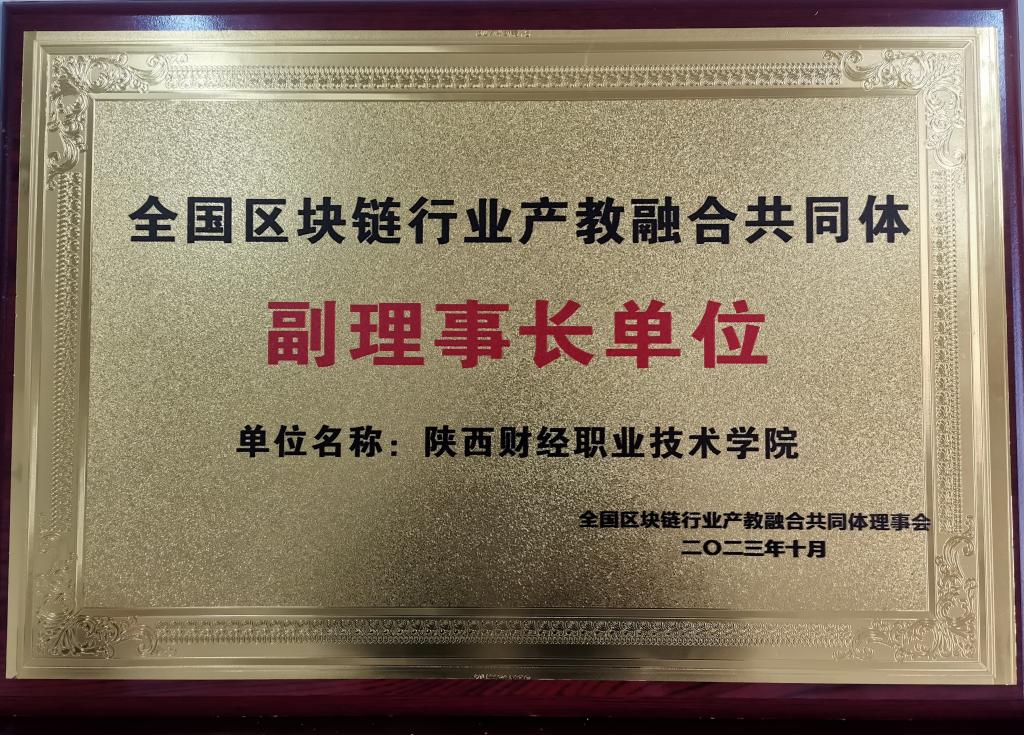 全国区块链行业产教融合共同体
副理事长单位
单位名称：陕西财经职业技术学院
全国区块链行业产教融合共同体理事会
二〇二三年十月